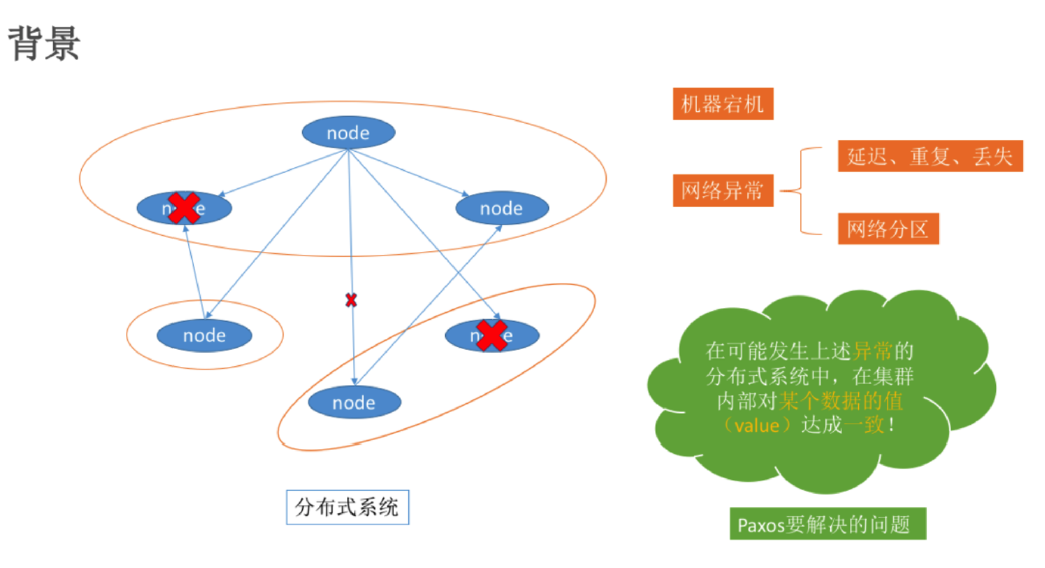 背景
node
node
node
node
node
node
分布式系统
机器宕机
网络异常
延迟、重复、丢失
网络分区
在可能发生上述异常的
分布式系统中，在集群
内部对某个数据的值
（value）达成一致！
Paxos要解决的问题